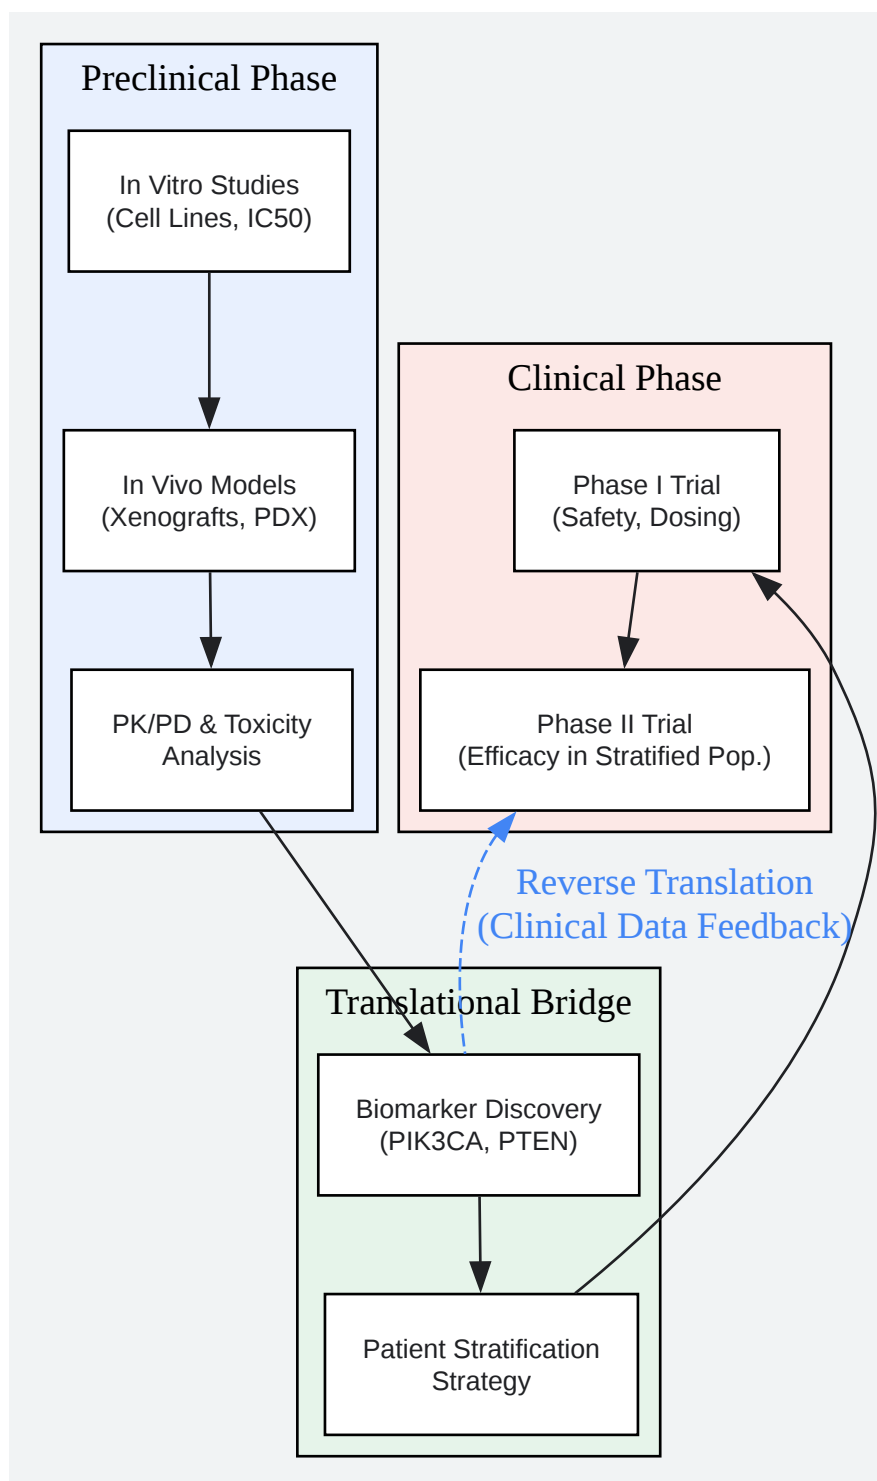 Preclinical Phase
In Vitro Studies
(Cell Lines, IC50)
In Vivo Models
(Xenografts, PDX)
PK/PD & Toxicity
Analysis
Clinical Phase
Phase I Trial
(Safety, Dosing)
Phase II Trial
(Efficacy in Stratified Pop.)
Reverse Translation
(Clinical Data Feedback)
Translational Bridge
Biomarker Discovery
(PIK3CA, PTEN)
Patient Stratification
Strategy